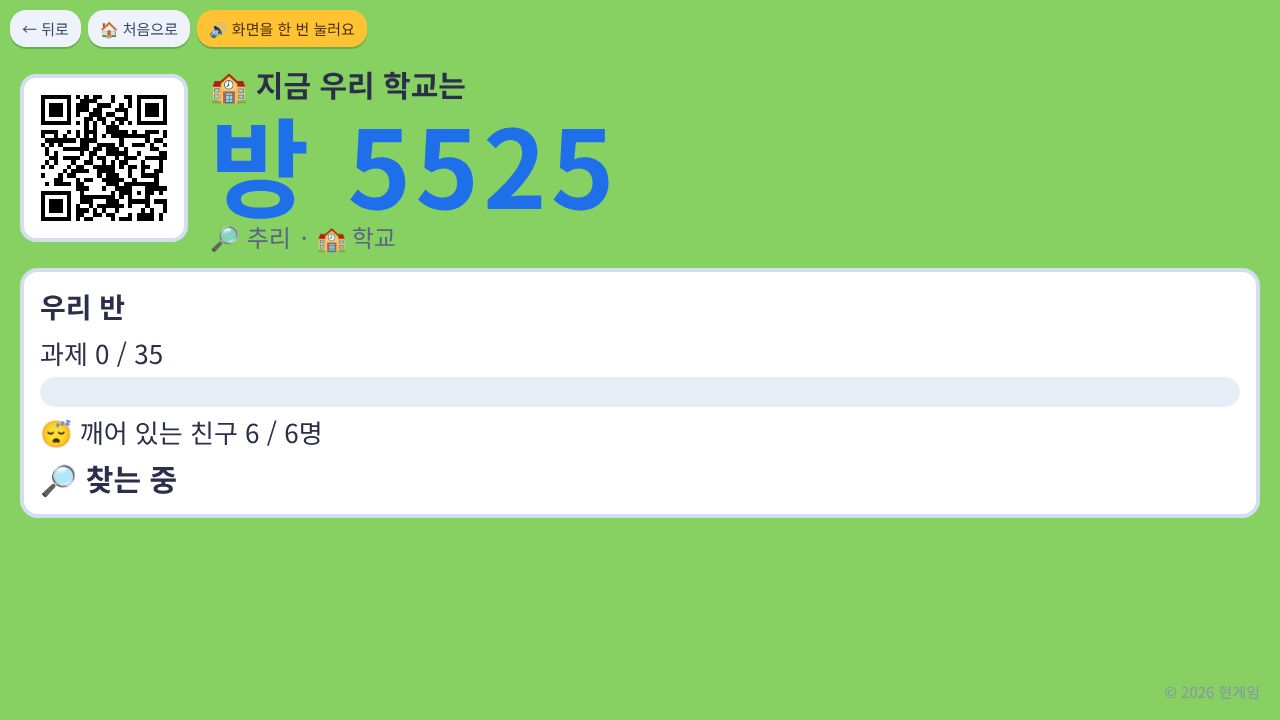 ← 뒤로 🏠 처음으로 🔊 화면을 한 번 눌러요
🏫 지금 우리 학교는
방 5525
🔎 추리 · 🏫 학교
우리 반
과제 0 / 35
😴 깨어 있는 친구 6 / 6명
🔎 찾는 중
© 2026 현게임